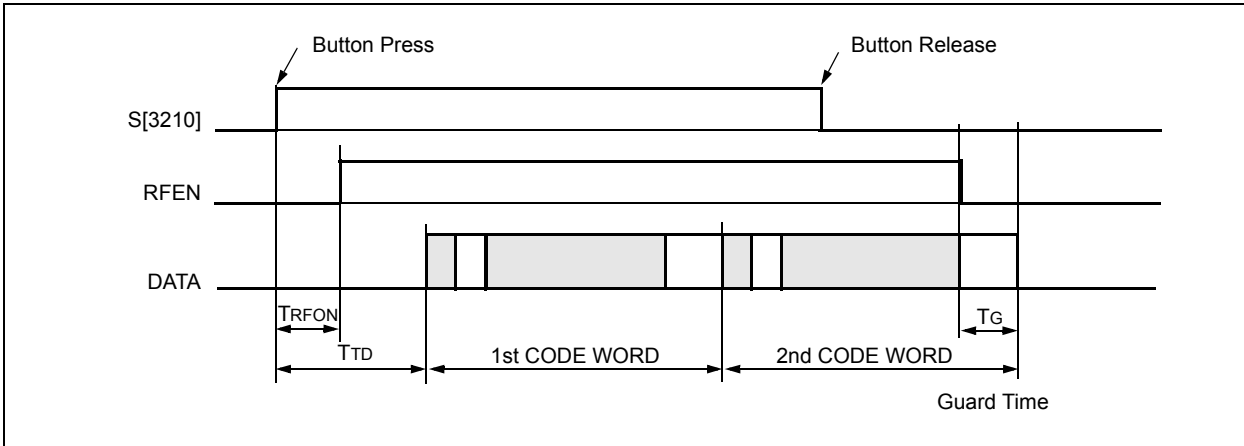 Button Press
Button Release
S[3210]
RFEN
DATA
TRFON
TTD
1st CODE WORD
2nd CODE WORD
TG
Guard Time